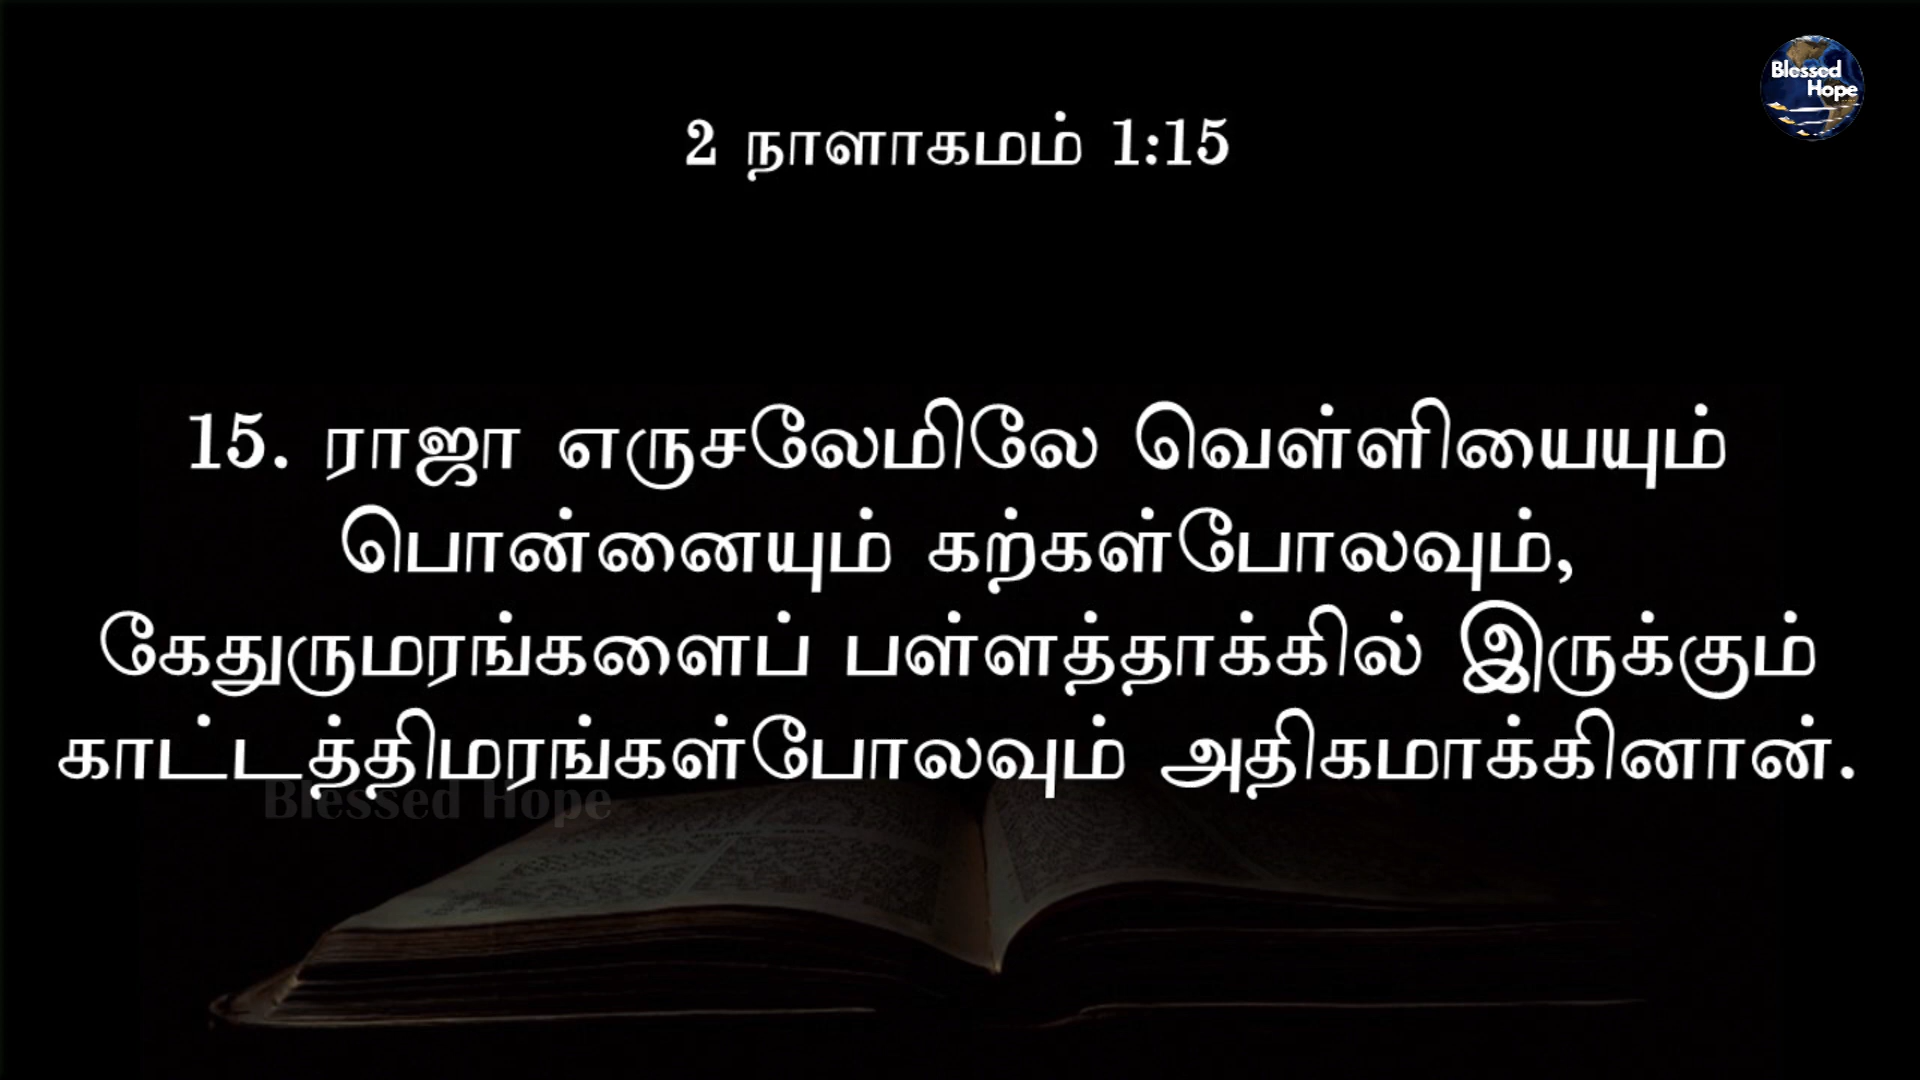 Blessed
Hope
2 நாளாகமம் 1:15
15. ராஜா எருசலேமிலே வெள்ளியையும்
பொன்னையும் கற்கள்போலவும்,
கேதுருமரங்களைப் பள்ளத்தாக்கில் இருக்கும்
காட்டத்திமரங்கள்போலவும் அதிகமாக்கினான்.
Blessed Hope